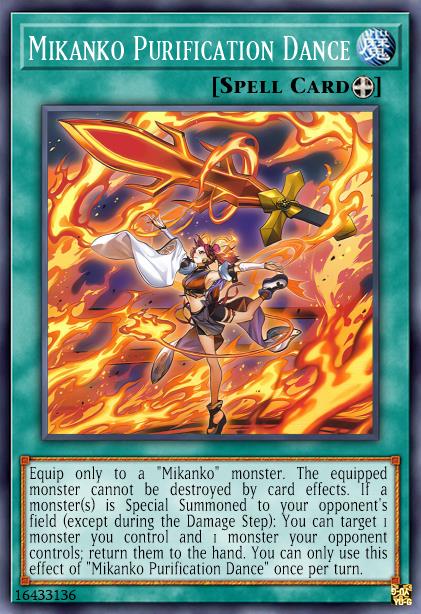 MIKANKO PURIFICATION DANCE
魔
[SPELL CARD]
Equip only to a "Mikanko" monster. The equipped
monster cannot be destroyed by card effects. If a
monster(s) is Special Summoned to your opponent's
field (except during the Damage Step): You can target 1
monster you control and 1 monster your opponent
controls; return them to the hand. You can only use this
effect of "Mikanko Purification Dance" once per turn.
16433136